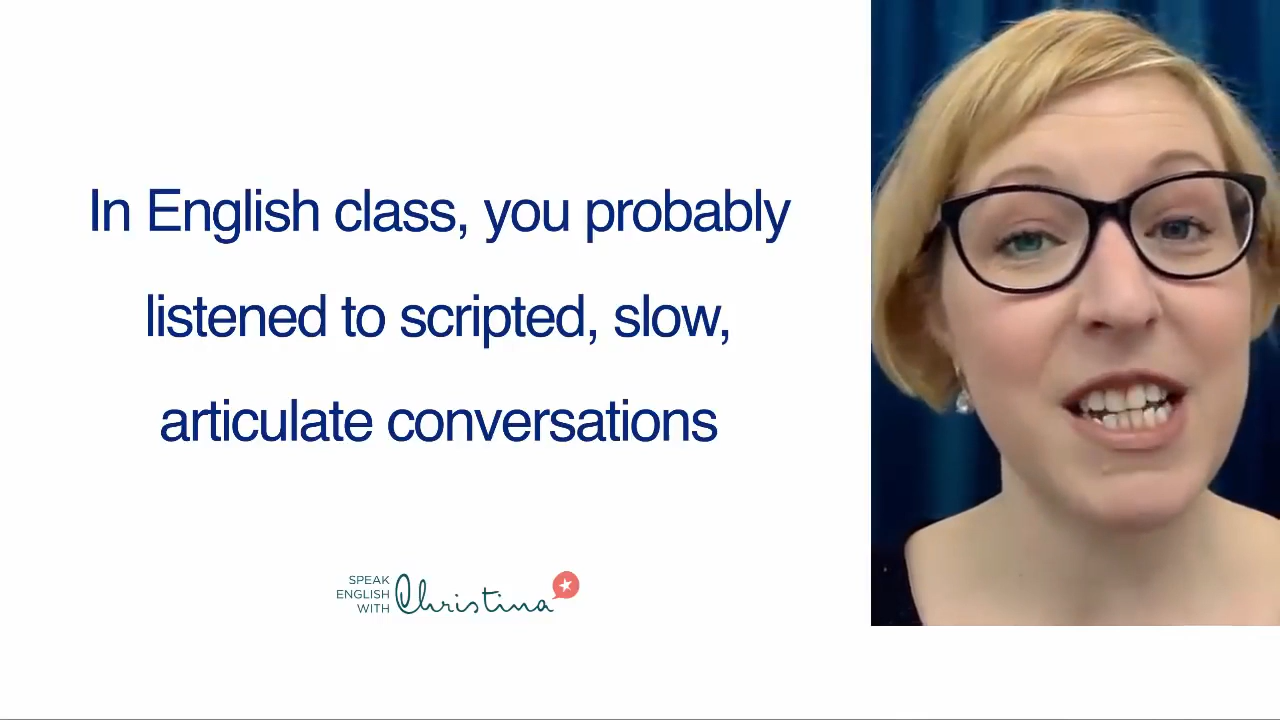 In English class, you probably
listened to scripted, slow,
articulate conversations
SPEAK
ENGLISH
WITH
Christina